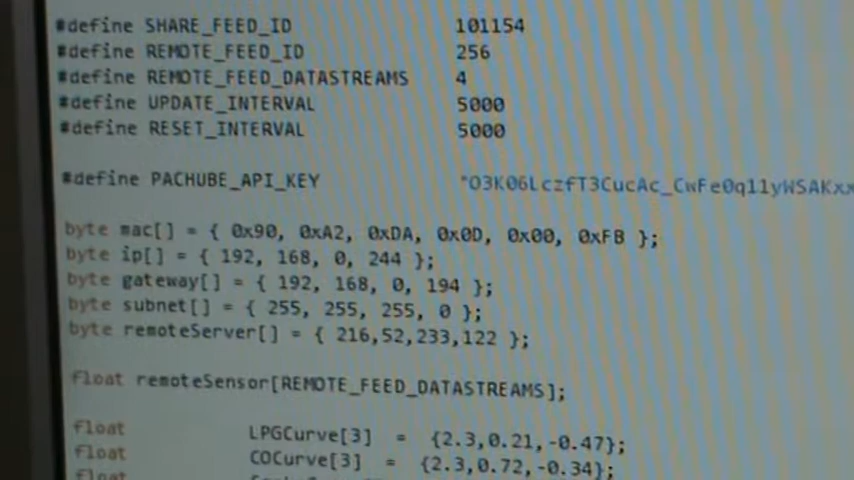 #define SHARE_FEED_ID 101154
#define REMOTE_FEED_ID 256
#define REMOTE_FEED_DATASTREAMS 4
#define UPDATE_INTERVAL 5000
#define RESET_INTERVAL 5000
#define PACHUBE_API_KEY "O3K06LczfT3CucAc_CwFe0q11yWSAKxx
byte mac[] = { 0x90, 0xA2, 0xDA, 0x0D, 0x00, 0xFB };
byte ip[] = { 192, 168, 0, 244 };
byte gateway[] = { 192, 168, 0, 194 };
byte subnet[] = { 255, 255, 255, 0 };
byte remoteServer[] = { 216,52,233,122 };
float remoteSensor[REMOTE_FEED_DATASTREAMS];
float LPGCurve[3] = {2.3,0.21,-0.47};
float COCurve[3] = {2.3,0.72,-0.34};
float